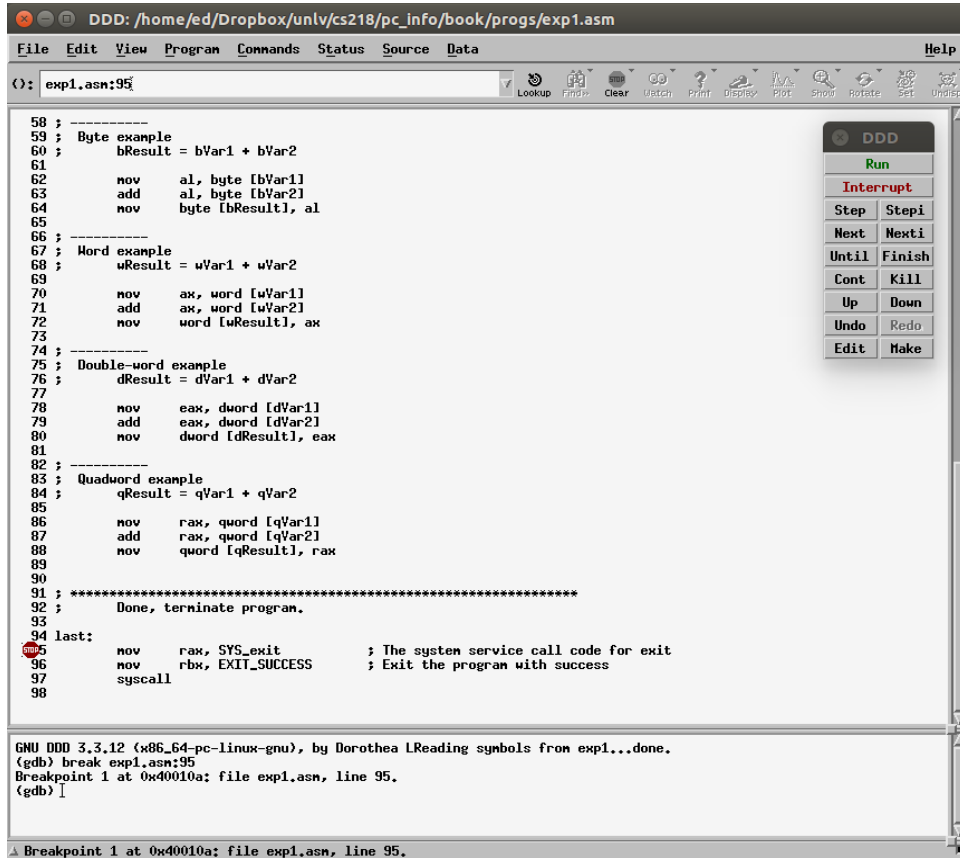 DDD: /home/ed/Dropbox/unlv/cs218/pc_info/book/progs/exp1.asm
File Edit View Program Commands Status Source Data Help
(): exp1.asm:95
Lookup Find» Clear Watch Print Display Plot Show Rotate Set Undisp
58 ; ----------
59 ; Byte example
60 ; bResult = bVar1 + bVar2
61
62 mov al, byte [bVar1]
63 add al, byte [bVar2]
64 mov byte [bResult], al
65
66 ; ----------
67 ; Word example
68 ; wResult = wVar1 + wVar2
69
70 mov ax, word [wVar1]
71 add ax, word [wVar2]
72 mov word [wResult], ax
73
74 ; ----------
75 ; Double-word example
76 ; dResult = dVar1 + dVar2
77
78 mov eax, dword [dVar1]
79 add eax, dword [dVar2]
80 mov dword [dResult], eax
81
82 ; ----------
83 ; Quadword example
84 ; qResult = qVar1 + qVar2
85
86 mov rax, qword [qVar1]
87 add rax, qword [qVar2]
88 mov qword [qResult], rax
89
90
91 ; *****************************************************************
92 ; Done, terminate program.
93
94 last:
STOP 5 mov rax, SYS_exit ; The system service call code for exit
96 mov rbx, EXIT_SUCCESS ; Exit the program with success
97 syscall
98
DDD
Run
Interrupt
Step Stepi
Next Nexti
Until Finish
Cont Kill
Up Down
Undo Redo
Edit Make
GNU DDD 3.3.12 (x86_64-pc-linux-gnu), by Dorothea LReading symbols from exp1...done.
(gdb) break exp1.asm:95
Breakpoint 1 at 0x40010a: file exp1.asm, line 95.
(gdb)
Breakpoint 1 at 0x40010a: file exp1.asm, line 95.